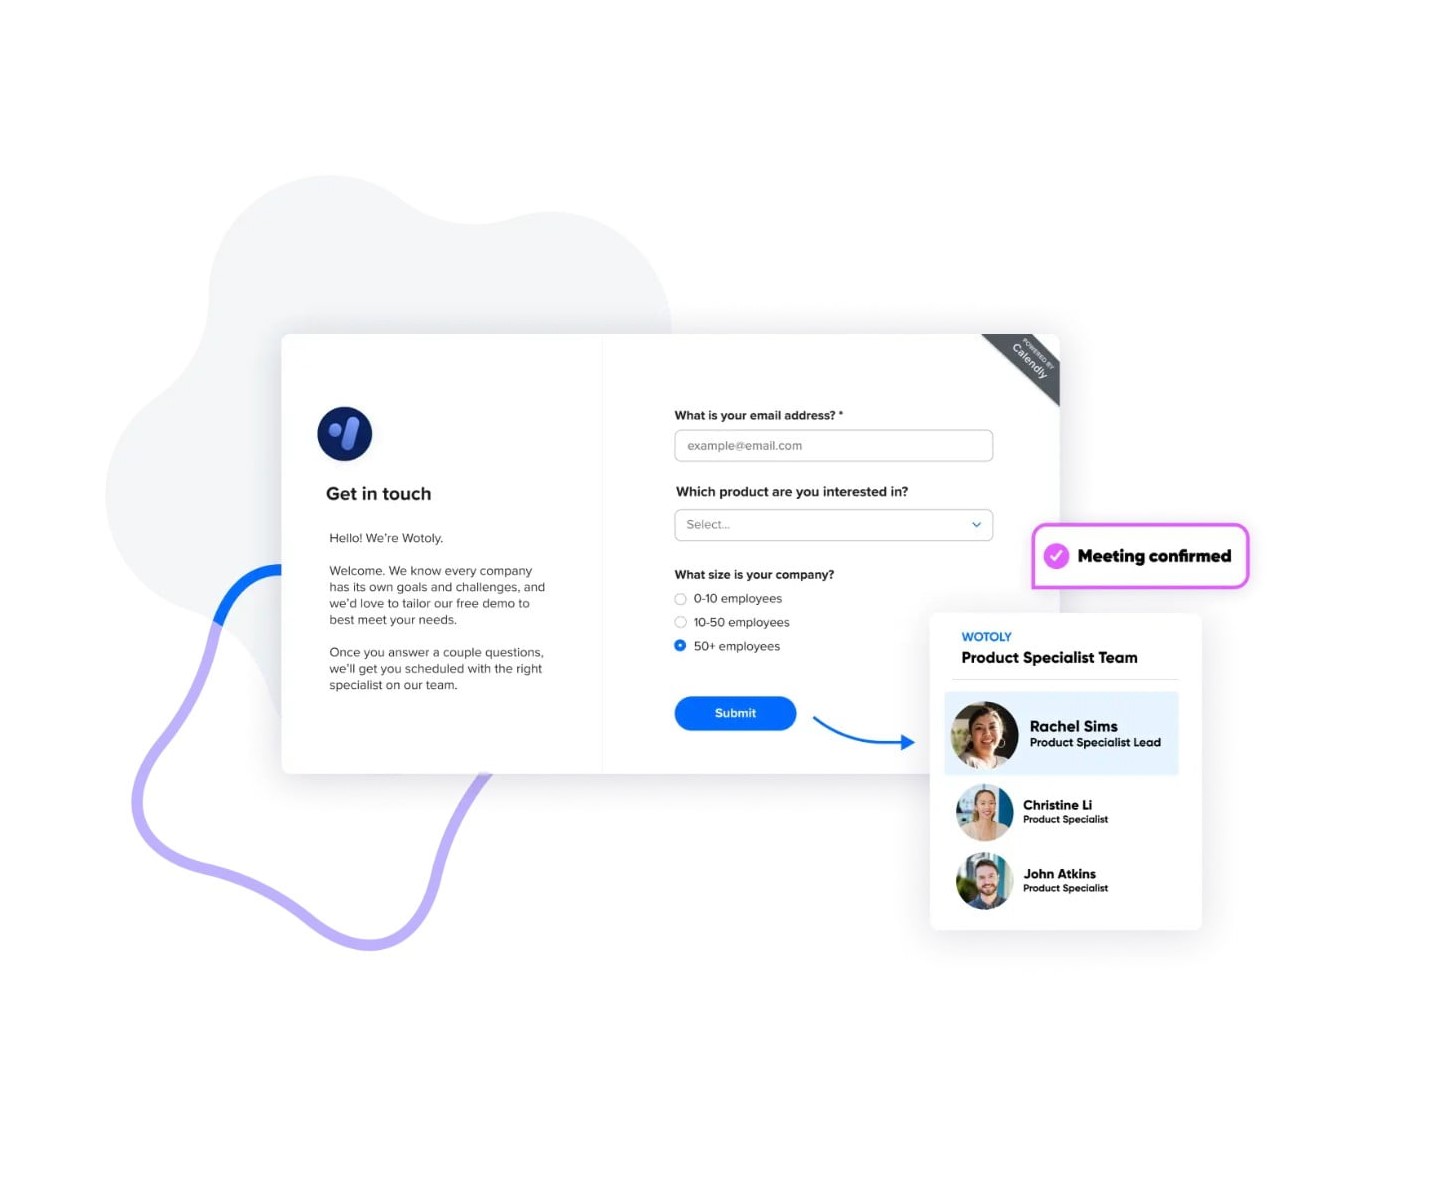 POWERED BY
Calendly
Get in touch
Hello! We're Wotoly.
Welcome. We know every company
has its own goals and challenges, and
we'd love to tailor our free demo to
best meet your needs.
Once you answer a couple questions,
we'll get you scheduled with the right
specialist on our team.
What is your email address? *
example@email.com
Which product are you interested in?
Select...
What size is your company?
0-10 employees
10-50 employees
50+ employees
Submit
Meeting confirmed
WOTOLY
Product Specialist Team
Rachel Sims
Product Specialist Lead
Christine Li
Product Specialist
John Atkins
Product Specialist